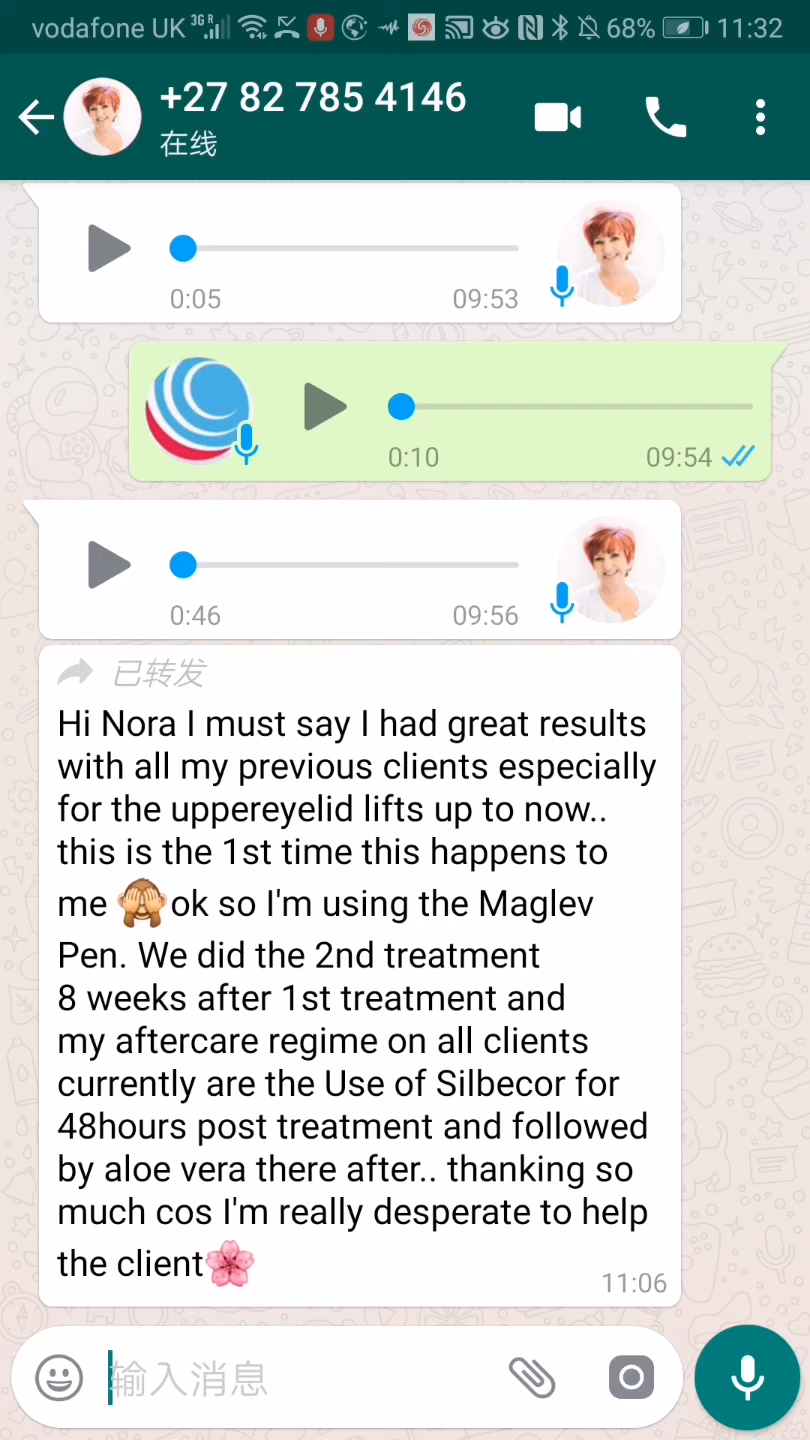 vodafone UK 3G R 68% 11:32
+27 82 785 4146
在线
0:05 09:53
0:10 09:54
0:46 09:56
已转发
Hi Nora I must say I had great results
with all my previous clients especially
for the uppereyelid lifts up to now..
this is the 1st time this happens to
me 🙈ok so I'm using the Maglev
Pen. We did the 2nd treatment
8 weeks after 1st treatment and
my aftercare regime on all clients
currently are the Use of Silbecor for
48hours post treatment and followed
by aloe vera there after.. thanking so
much cos I'm really desperate to help
the client🌸
11:06
输入消息